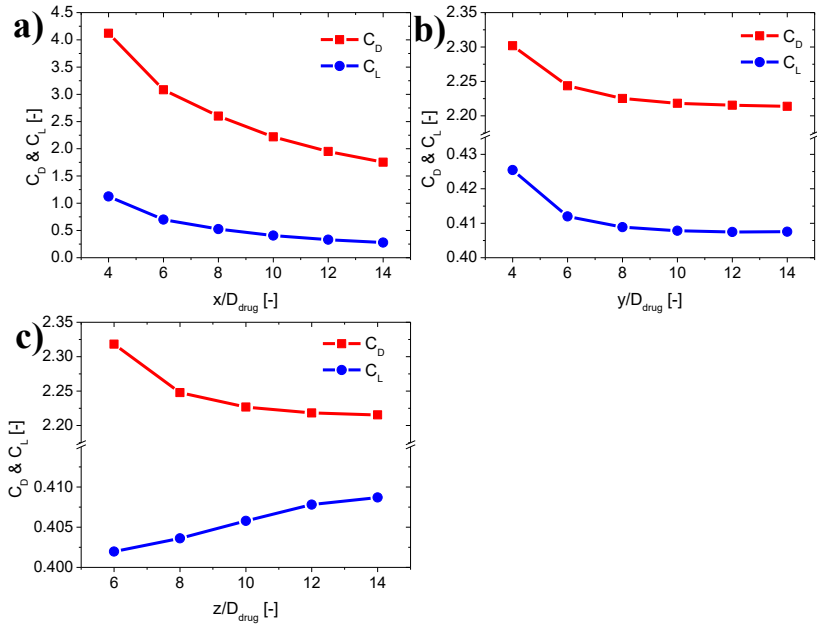 a)
4.5
4.0
3.5
3.0
2.5
2.0
1.5
1.0
0.5
0.0
C_D & C_L [-]
C_D
C_L
4 6 8 10 12 14
x/D_drug [-]
b)
2.35
2.30
2.25
2.20
0.43
0.42
0.41
0.40
C_D & C_L [-]
C_D
C_L
4 6 8 10 12 14
y/D_drug [-]
c)
2.35
2.30
2.25
2.20
0.410
0.405
0.400
C_D & C_L [-]
C_D
C_L
6 8 10 12 14
z/D_drug [-]